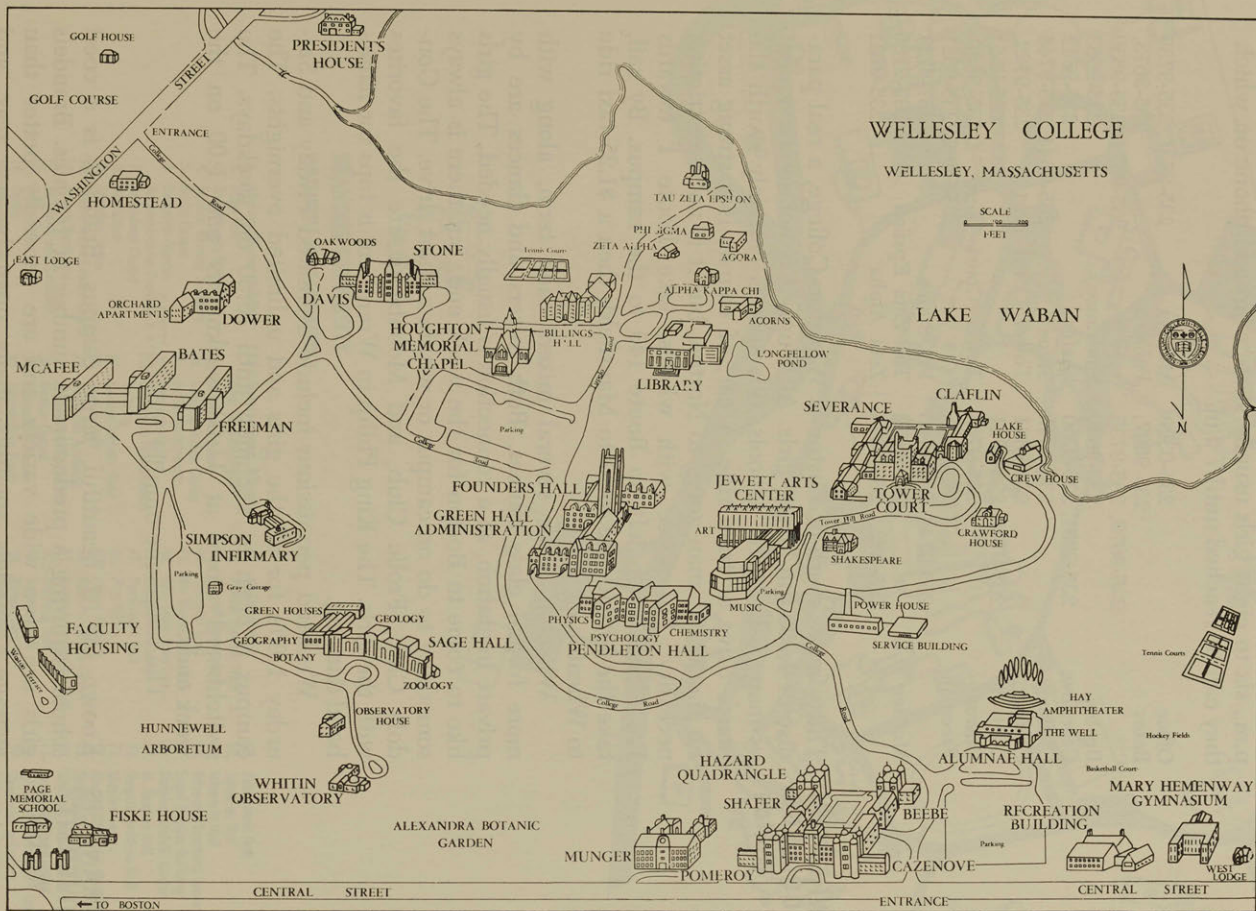 GOLF HOUSE
GOLF COURSE
PRESIDENTS
HOUSE
WASHINGTON STREET
ENTRANCE
College Road
HOMESTEAD
EAST LODGE
WELLESLEY COLLEGE
WELLESLEY, MASSACHUSETTS
SCALE
0 100 200
FEET
TAU ZETA EPSILON
PHI SIGMA
ZETA ALPHA
AGORA
ALPHA KAPPA CHI
ACORNS
OAKWOODS
STONE
DAVIS
Tennis Courts
ORCHARD
APARTMENTS
DOWER
HOUGHTON
MEMORIAL
CHAPEL
BILLINGS
HALL
LIBRARY
LONGFELLOW
POND
LAKE WABAN
N
McAFEE
BATES
FREEMAN
Parking
College Road
Road
SEVERANCE
CLAFLIN
LAKE
HOUSE
CREW HOUSE
TOWER
COURT
Tower Hill Road
CRAWFORD
HOUSE
SHAKESPEARE
FOUNDERS HALL
GREEN HALL
ADMINISTRATION
JEWETT ARTS
CENTER
ART
MUSIC
Parking
SIMPSON
INFIRMARY
Parking
Gray Cottage
PHYSICS
PSYCHOLOGY
CHEMISTRY
PENDLETON HALL
POWER HOUSE
SERVICE BUILDING
FACULTY
HOUSING
Terrace
GREEN HOUSES
GEOLOGY
GEOGRAPHY
SAGE HALL
BOTANY
ZOOLOGY
College Road
College Road
Tennis Courts
OBSERVATORY
HOUSE
HUNNEWELL
ARBORETUM
WHITIN
OBSERVATORY
HAY
AMPHITHEATER
THE WELL
ALUMNAE HALL
Hockey Fields
Basketball Court
MARY HEMENWAY
GYMNASIUM
PAGE
MEMORIAL
SCHOOL
FISKE HOUSE
ALEXANDRA BOTANIC
GARDEN
HAZARD
QUADRANGLE
SHAFER
BEEBE
MUNGER
POMEROY
CAZENOVE
RECREATION
BUILDING
Parking
WEST
LODGE
CENTRAL STREET
CENTRAL STREET
← TO BOSTON
ENTRANCE